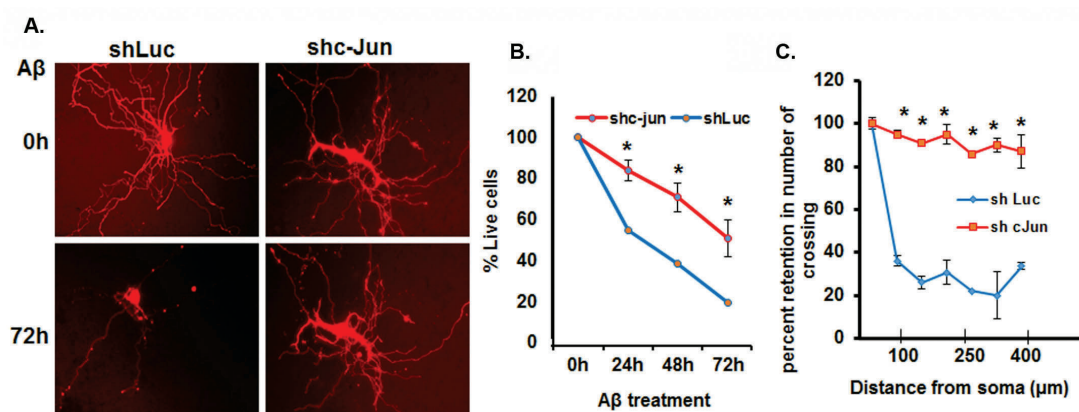 A.
shLuc shc-Jun
Aβ
0h
72h
B.
% Live cells
120
100
80
60
40
20
0
shc-jun shLuc
*
*
*
0h 24h 48h 72h
Aβ treatment
C.
percent retention in number of
crossing
120
100
80
60
40
20
0
* * * * * *
sh Luc
sh cJun
100 250 400
Distance from soma (μm)